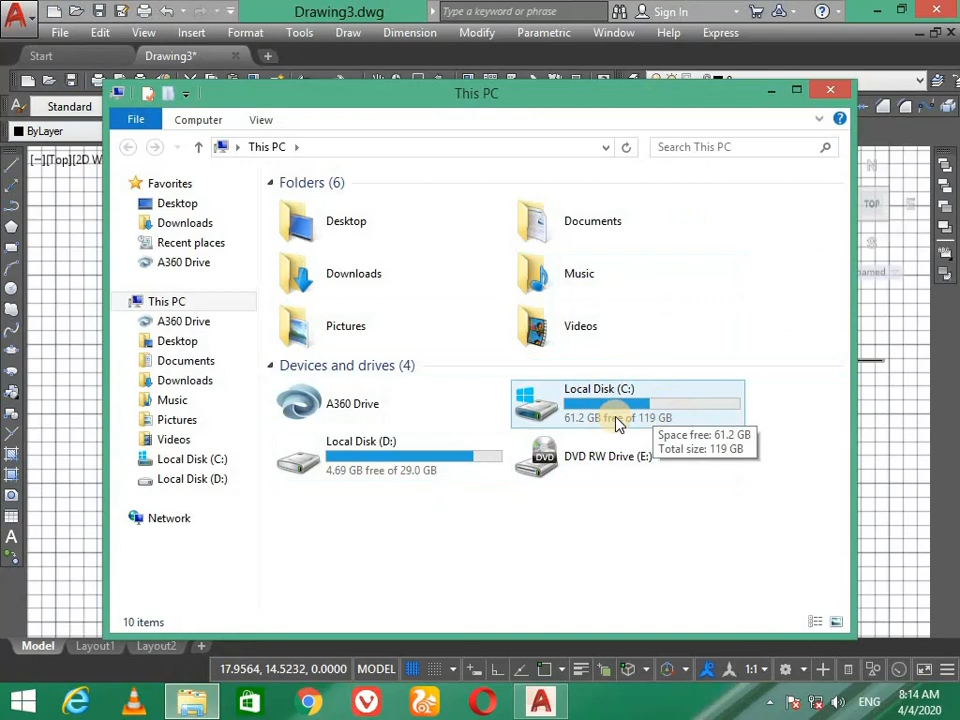 Drawing3.dwg
Type a keyword or phrase
Sign In
File Edit View Insert Format Tools Draw Dimension Modify Parametric Window Help Express
Start
Drawing3*
Standard
ByLayer
[−][Top][2D W
This PC
File Computer View
This PC
Search This PC
Favorites
Desktop
Downloads
Recent places
A360 Drive
This PC
A360 Drive
Desktop
Documents
Downloads
Music
Pictures
Videos
Local Disk (C:)
Local Disk (D:)
Network
Folders (6)
Desktop
Documents
Downloads
Music
Pictures
Videos
Devices and drives (4)
A360 Drive
Local Disk (C:)
61.2 GB free of 119 GB
Space free: 61.2 GB
Total size: 119 GB
Local Disk (D:)
4.69 GB free of 29.0 GB
DVD RW Drive (E:)
DVD
10 items
N
TOP
E
S
named
Model Layout1 Layout2
17.9564, 14.5232, 0.0000 MODEL
1:1
ENG
8:14 AM
4/4/2020